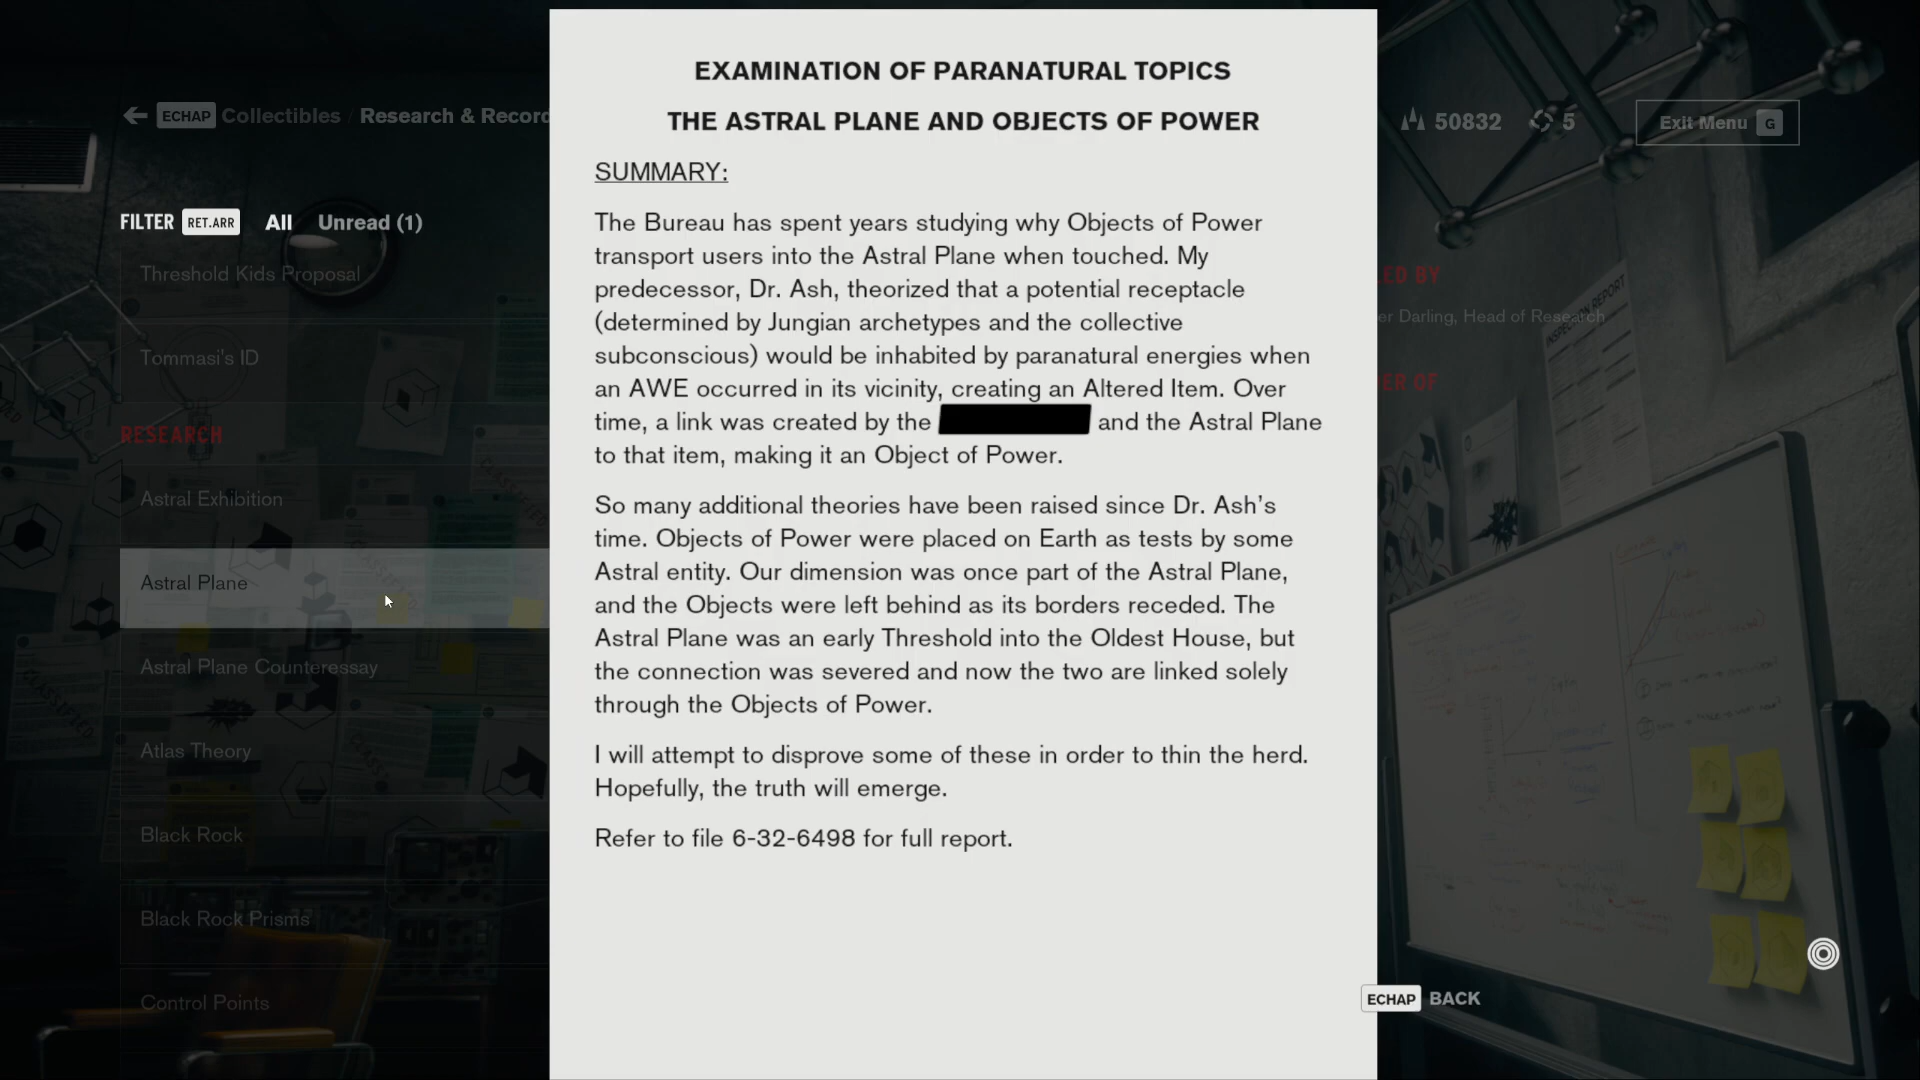 EXAMINATION OF PARANATURAL TOPICS
THE ASTRAL PLANE AND OBJECTS OF POWER
SUMMARY:
The Bureau has spent years studying why Objects of Power
transport users into the Astral Plane when touched. My
predecessor, Dr. Ash, theorized that a potential receptacle
(determined by Jungian archetypes and the collective
subconscious) would be inhabited by paranatural energies when
an AWE occurred in its vicinity, creating an Altered Item. Over
time, a link was created by the and the Astral Plane
to that item, making it an Object of Power.
So many additional theories have been raised since Dr. Ash's
time. Objects of Power were placed on Earth as tests by some
Astral entity. Our dimension was once part of the Astral Plane,
and the Objects were left behind as its borders receded. The
Astral Plane was an early Threshold into the Oldest House, but
the connection was severed and now the two are linked solely
through the Objects of Power.
I will attempt to disprove some of these in order to thin the herd.
Hopefully, the truth will emerge.
Refer to file 6-32-6498 for full report.
ECHAP Collectibles / Research & Record
FILTER RET.ARR All Unread (1)
Threshold Kids Proposal
Tommasi's ID
RESEARCH
Astral Exhibition
Astral Plane
Astral Plane Counteressay
Atlas Theory
Black Rock
Black Rock Prisms
Control Points
50832 5
Exit Menu G
ED BY
er Darling, Head of Research
ER OF
INSPECTION REPORT
CLASSIFIED
ECHAP BACK